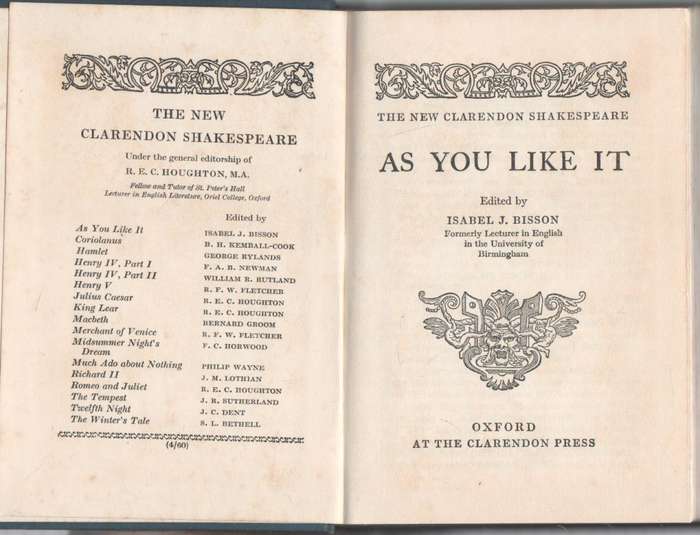 THE NEW
CLARENDON SHAKESPEARE
Under the general editorship of
R. E. C. HOUGHTON, M.A.
Fellow and Tutor of St. Peter's Hall
Lecturer in English Literature, Oriel College, Oxford
Edited by
As You Like It ISABEL J. BISSON
Coriolanus B. H. KEMBALL-COOK
Hamlet GEORGE RYLANDS
Henry IV, Part I F. A. B. NEWMAN
Henry IV, Part II WILLIAM R. RUTLAND
Henry V R. F. W. FLETCHER
Julius Caesar R. E. C. HOUGHTON
King Lear R. E. C. HOUGHTON
Macbeth BERNARD GROOM
Merchant of Venice R. F. W. FLETCHER
Midsummer Night's F. C. HORWOOD
Dream
Much Ado about Nothing PHILIP WAYNE
Richard II J. M. LOTHIAN
Romeo and Juliet R. E. C. HOUGHTON
The Tempest J. R. SUTHERLAND
Twelfth Night J. C. DENT
The Winter's Tale S. L. BETHELL
(4/60)
THE NEW CLARENDON SHAKESPEARE
AS YOU LIKE IT
Edited by
ISABEL J. BISSON
Formerly Lecturer in English
in the University of
Birmingham
OXFORD
AT THE CLARENDON PRESS